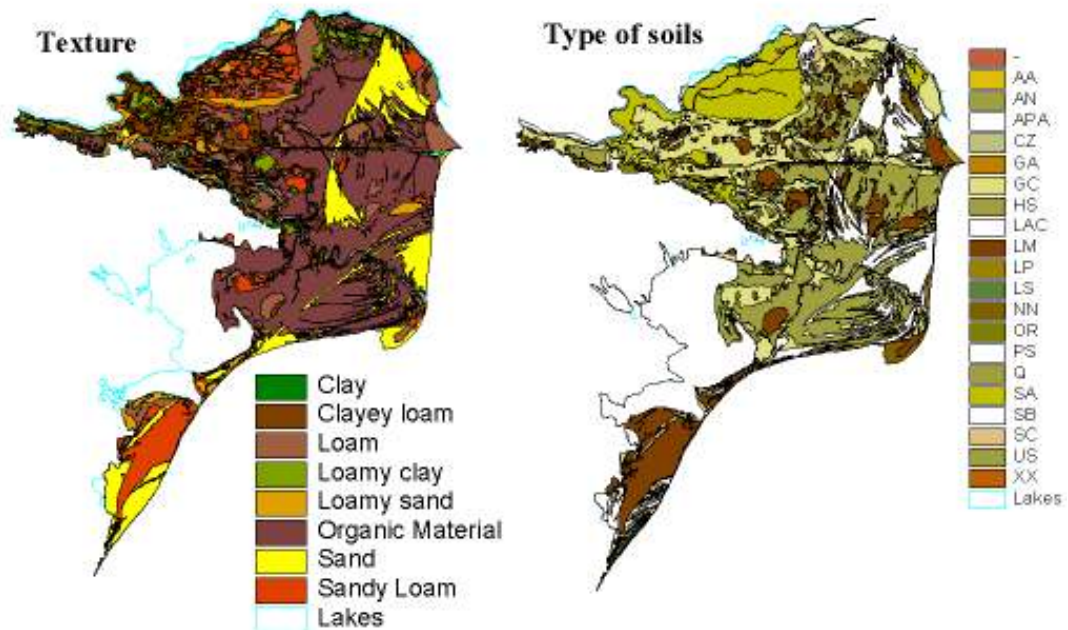 Texture
Clay
Clayey loam
Loam
Loamy clay
Loamy sand
Organic Material
Sand
Sandy Loam
Lakes
Type of soils
-
AA
AN
APA
CZ
GA
GC
HS
LAC
LM
LP
LS
NN
OR
PS
Q
SA
SB
SC
US
XX
Lakes